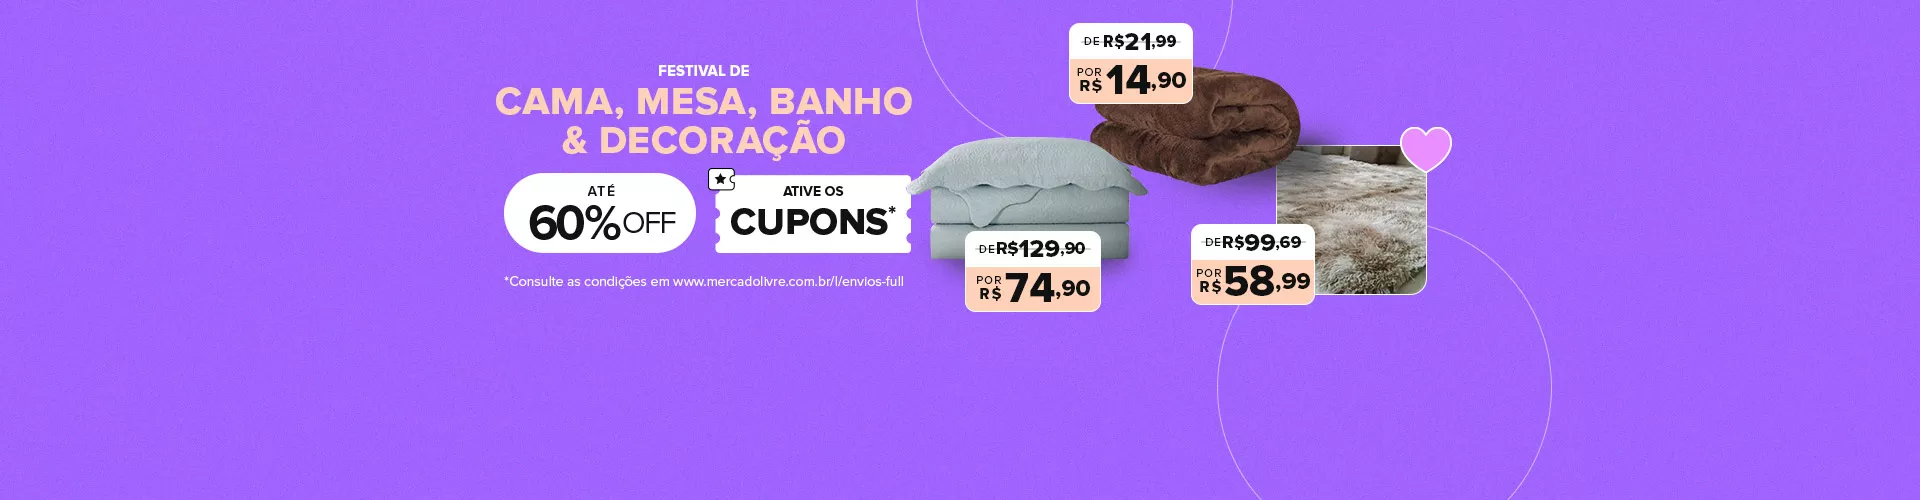 FESTIVAL DE
CAMA, MESA, BANHO
& DECORAÇÃO
ATÉ
60% OFF
ATIVE OS
CUPONS*
*Consulte as condições em www.mercadolivre.com.br/l/envios-full
DE R$21,99
POR
R$ 14,90
DE R$129,90
POR
R$ 74,90
DE R$99,69
POR
R$ 58,99